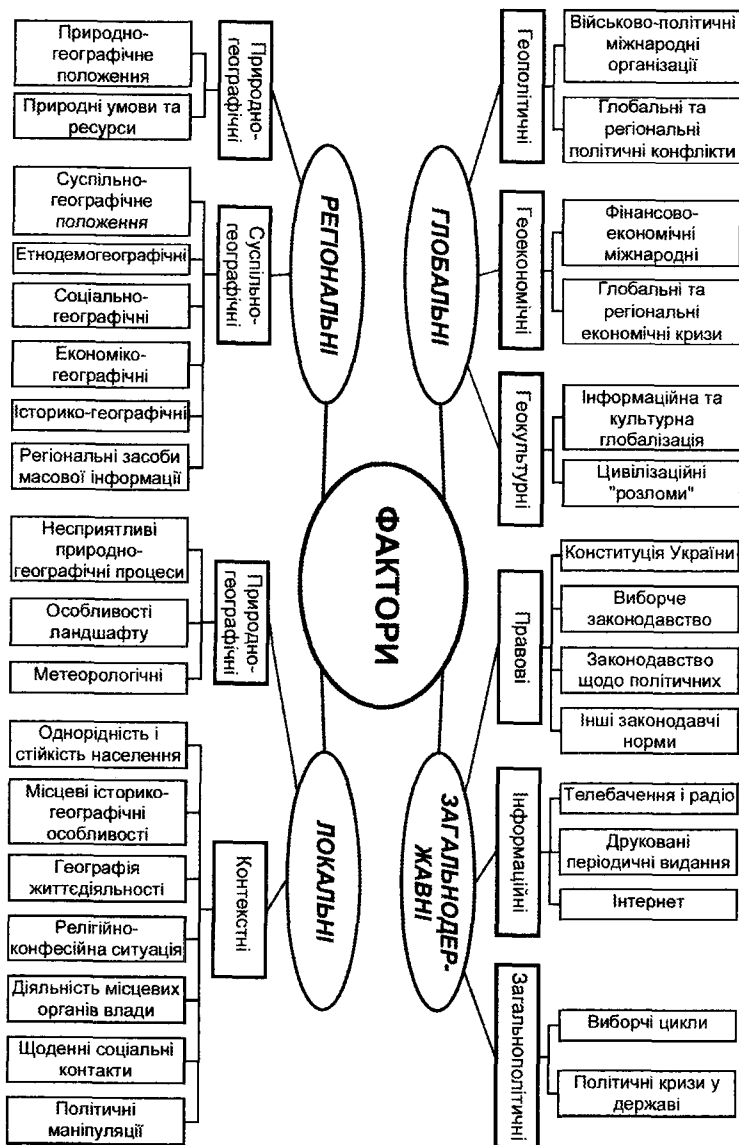 ФАКТОРИ
ГЛОБАЛЬНІ
Геополітичні
Військово-політичні
міжнародні
організації
Глобальні та
регіональні
політичні конфлікти
Геоекономічні
Фінансово-
економічні
міжнародні
Глобальні та
регіональні
економічні кризи
Геокультурні
Інформаційна та
культурна
глобалізація
Цивілізаційні
"розломи"
ЗАГАЛЬНОДЕР-
ЖАВНІ
Правові
Конституція України
Виборче
законодавство
Законодавство
щодо політичних
Інші законодавчі
норми
Інформаційні
Телебачення і радіо
Друковані
періодичні видання
Інтернет
Загальнополітичні
Виборчі цикли
Політичні кризи у
державі
РЕГІОНАЛЬНІ
Природно-
географічні
Природно-
географічне
положення
Природні умови та
ресурси
Суспільно-
географічні
Суспільно-
географічне
положення
Етнодемогеографічні
Соціально-
географічні
Економіко-
географічні
Історико-географічні
Регіональні засоби
масової інформації
ЛОКАЛЬНІ
Природно-
географічні
Несприятливі
природно-
географічні процеси
Особливості
ландшафту
Метеорологічні
Контекстні
Однорідність і
стійкість населення
Місцеві історико-
географічні
особливості
Географія
життєдіяльності
Релігійно-
конфесійна ситуація
Діяльність місцевих
органів влади
Щоденні соціальні
контакти
Політичні
маніпуляції